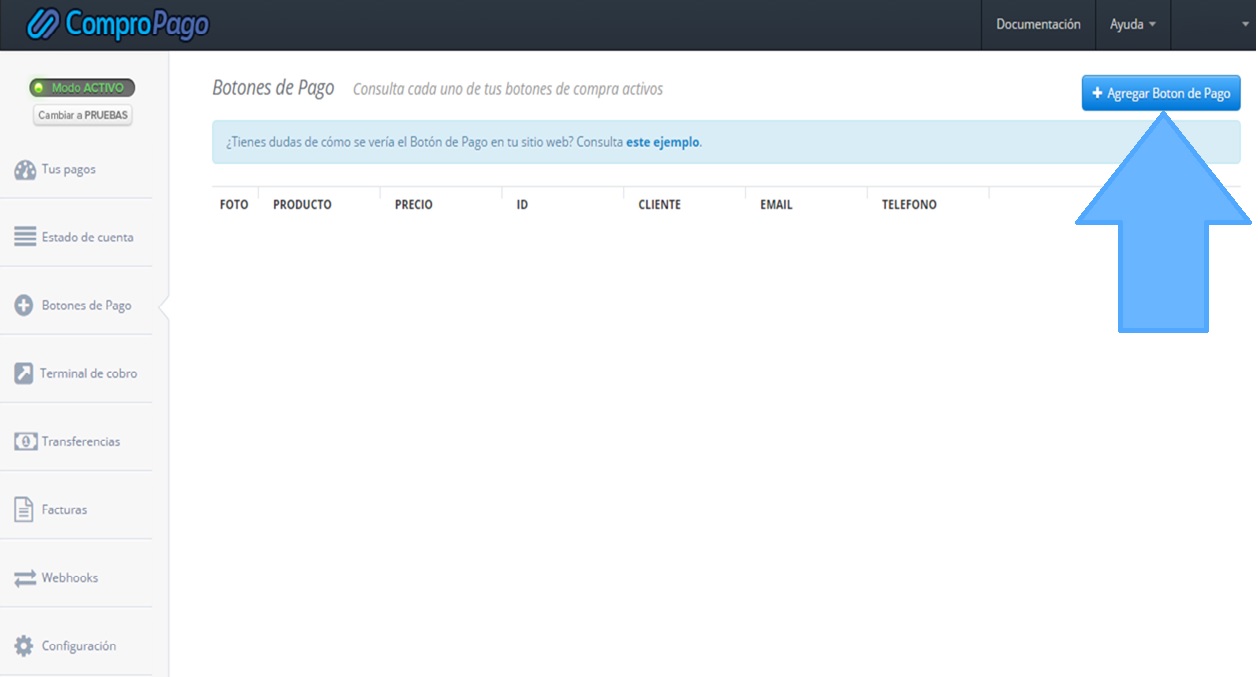 ComproPago
Documentación
Ayuda
Modo ACTIVO
Cambiar a PRUEBAS
Tus pagos
Estado de cuenta
Botones de Pago
Terminal de cobro
Transferencias
Facturas
Webhooks
Configuración
Botones de Pago Consulta cada uno de tus botones de compra activos
+ Agregar Boton de Pago
¿Tienes dudas de cómo se vería el Botón de Pago en tu sitio web? Consulta este ejemplo.
FOTO PRODUCTO PRECIO ID CLIENTE EMAIL TELEFONO